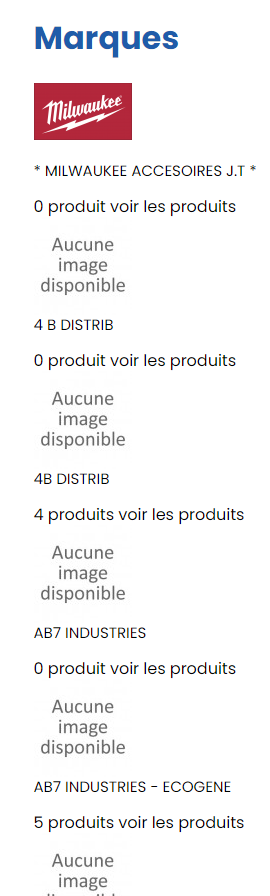 Marques
Milwaukee
* MILWAUKEE ACCESOIRES J.T *
0 produit voir les produits
Aucune
image
disponible
4 B DISTRIB
0 produit voir les produits
Aucune
image
disponible
4B DISTRIB
4 produits voir les produits
Aucune
image
disponible
AB7 INDUSTRIES
0 produit voir les produits
Aucune
image
disponible
AB7 INDUSTRIES - ECOGENE
5 produits voir les produits
Aucune
image